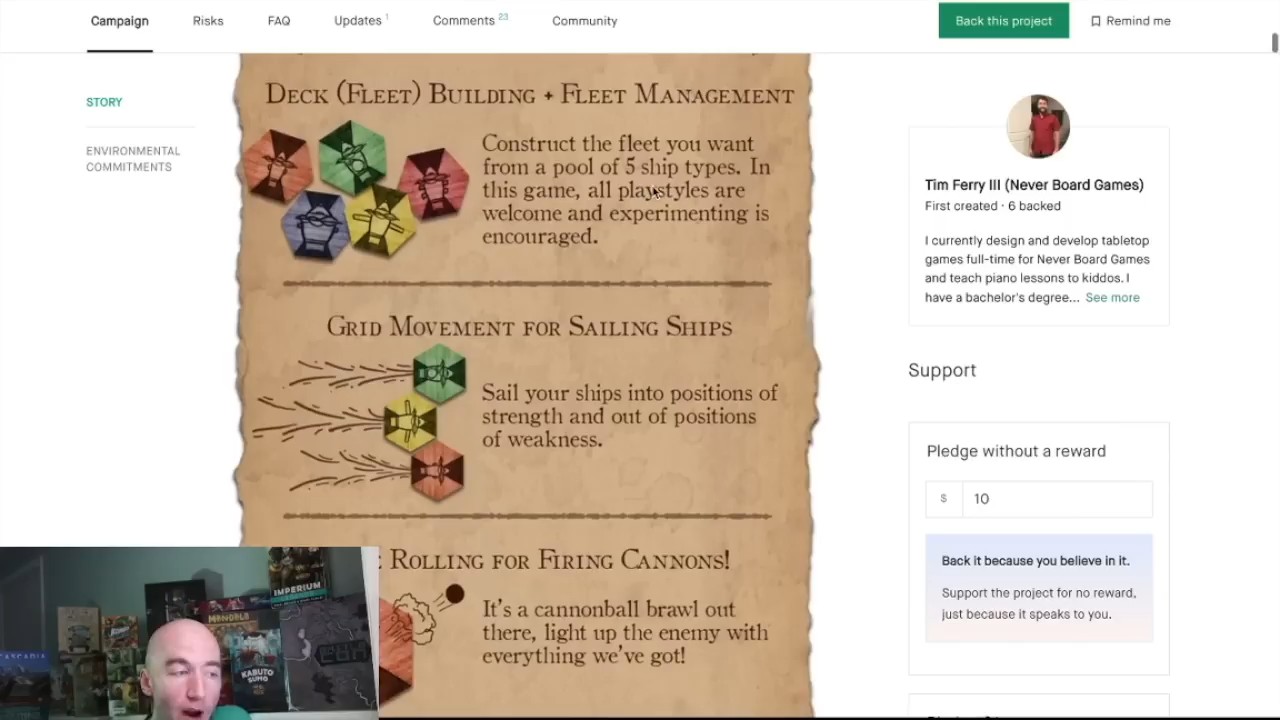 Campaign
Risks
FAQ
Updates 1
Comments 23
Community
Back this project
Remind me
STORY
ENVIRONMENTAL
COMMITMENTS
DECK (FLEET) BUILDING + FLEET MANAGEMENT
Construct the fleet you want
from a pool of 5 ship types. In
this game, all playstyles are
welcome and experimenting is
encouraged.
GRID MOVEMENT FOR SAILING SHIPS
Sail your ships into positions of
strength and out of positions
of weakness.
ROLLING FOR FIRING CANNONS!
It's a cannonball brawl out
there, light up the enemy with
everything we've got!
Tim Ferry III (Never Board Games)
First created · 6 backed
I currently design and develop tabletop
games full-time for Never Board Games
and teach piano lessons to kiddos. I
have a bachelor's degree... See more
Support
Pledge without a reward
$ 10
Back it because you believe in it.
Support the project for no reward,
just because it speaks to you.
IMPERIUM
CASCADIA
KABUTO
SUMO